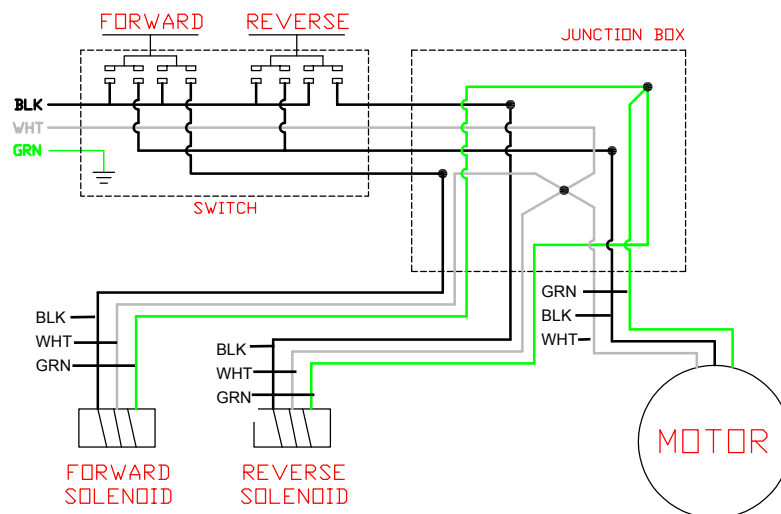 FORWARD
REVERSE
JUNCTION BOX
BLK
WHT
GRN
SWITCH
GRN
BLK
WHT
BLK
WHT
GRN
BLK
WHT
GRN
MOTOR
FORWARD
SOLENOID
REVERSE
SOLENOID